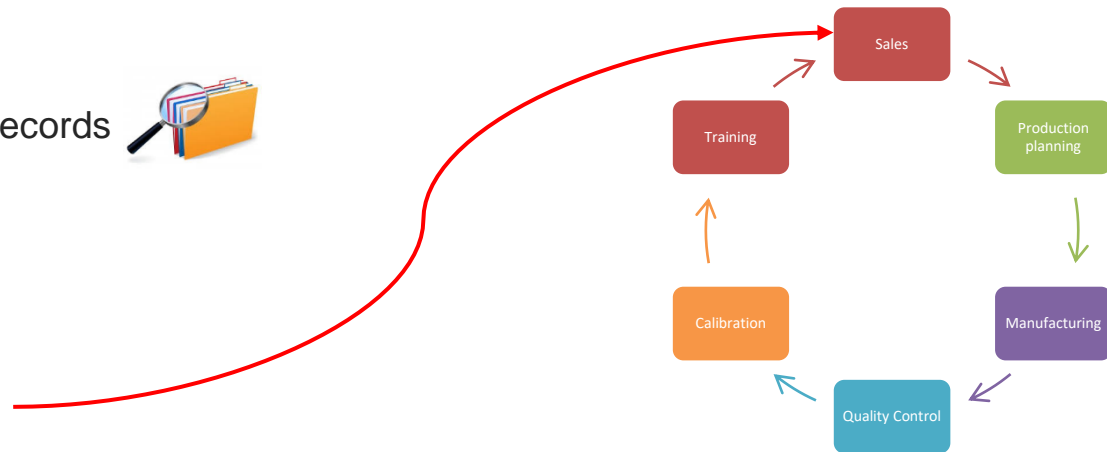 ecords
Sales
Training
Production
planning
Calibration
Manufacturing
Quality Control